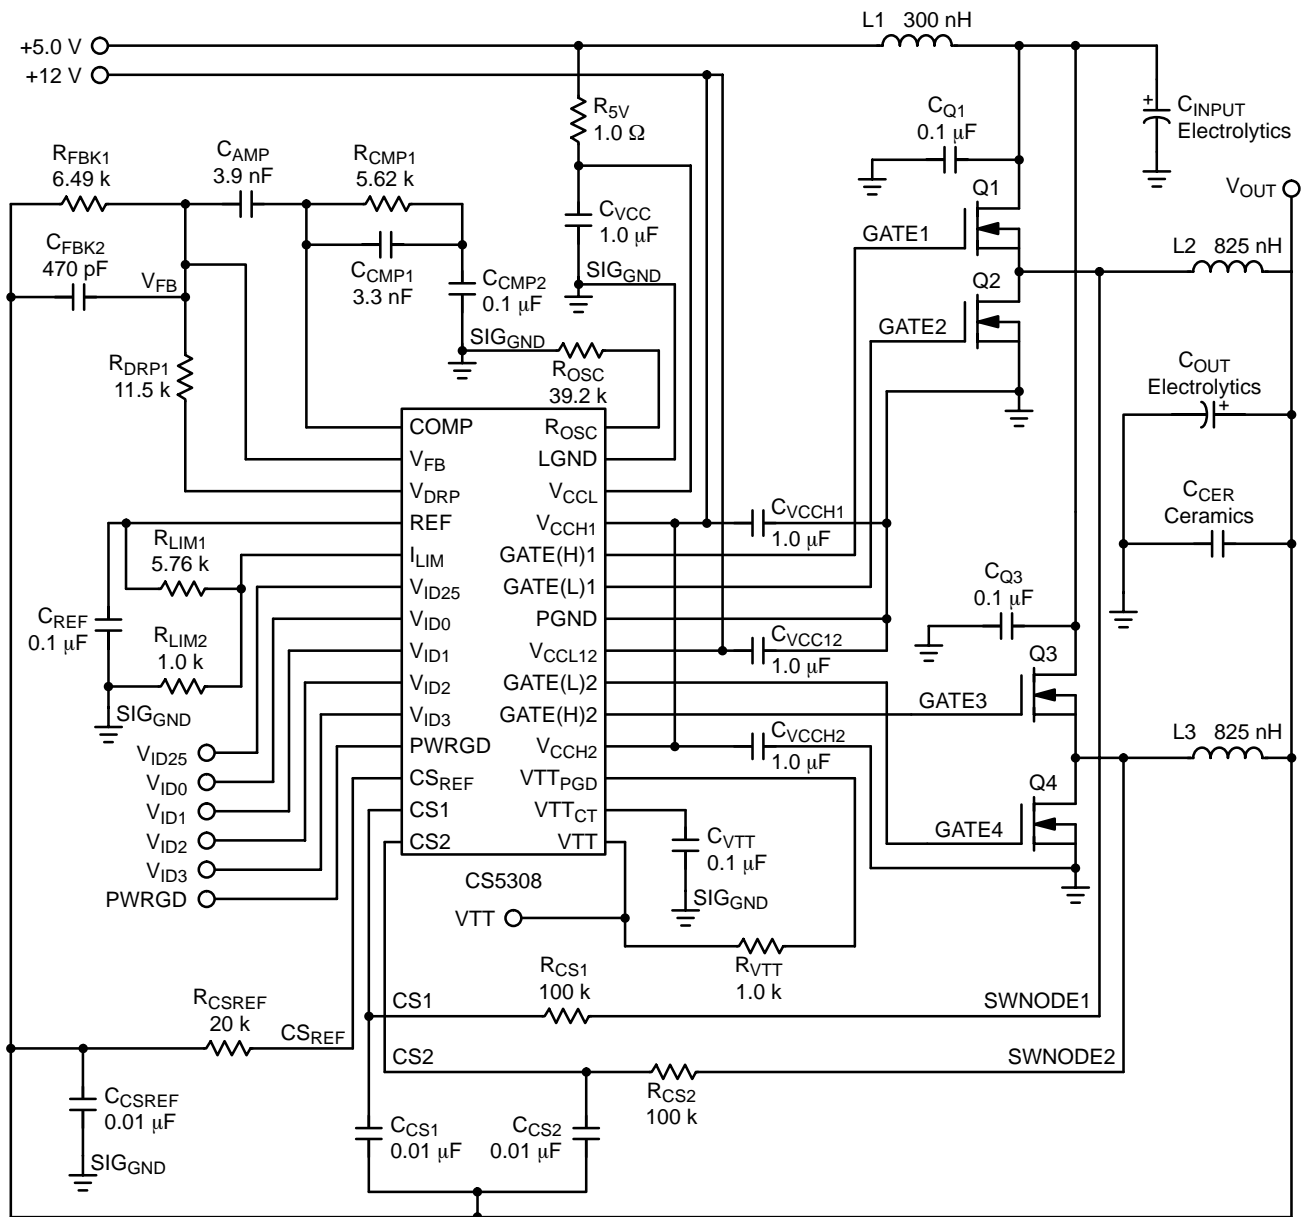 L1 300 nH
+5.0 V
+12 V
R5V
1.0 Ω
CQ1
0.1 μF
CINPUT
Electrolytics
RFBK1
6.49 k
CAMP
3.9 nF
RCMP1
5.62 k
VOUT
Q1
CFBK2
470 pF
CVCC
1.0 μF
GATE1
L2 825 nH
VFB
CCMP1
3.3 nF
CCMP2
0.1 μF
SIGGND
Q2
GATE2
SIGGND
RDRP1
11.5 k
ROSC
39.2 k
COUT
Electrolytics
COMP
ROSC
VFB
LGND
VDRP
VCCL
CCER
Ceramics
REF
VCCH1
CVCCH1
1.0 μF
RLIM1
5.76 k
ILIM
GATE(H)1
VID25
GATE(L)1
CQ3
0.1 μF
CREF
0.1 μF
VID0
PGND
RLIM2
1.0 k
VID1
VCCL12
CVCC12
1.0 μF
Q3
VID2
GATE(L)2
GATE3
SIGGND
VID3
GATE(H)2
L3 825 nH
PWRGD
VCCH2
CVCCH2
1.0 μF
VID25
CSREF
VTTPGD
Q4
VID0
CS1
VTTCT
VID1
CS2
VTT
CVTT
0.1 μF
GATE4
VID2
VID3
PWRGD
CS5308
SIGGND
VTT
RCS1
100 k
RVTT
1.0 k
CS1
SWNODE1
RCSREF
20 k
CSREF
CS2
SWNODE2
RCS2
100 k
CCSREF
0.01 μF
CCS1
0.01 μF
CCS2
0.01 μF
SIGGND